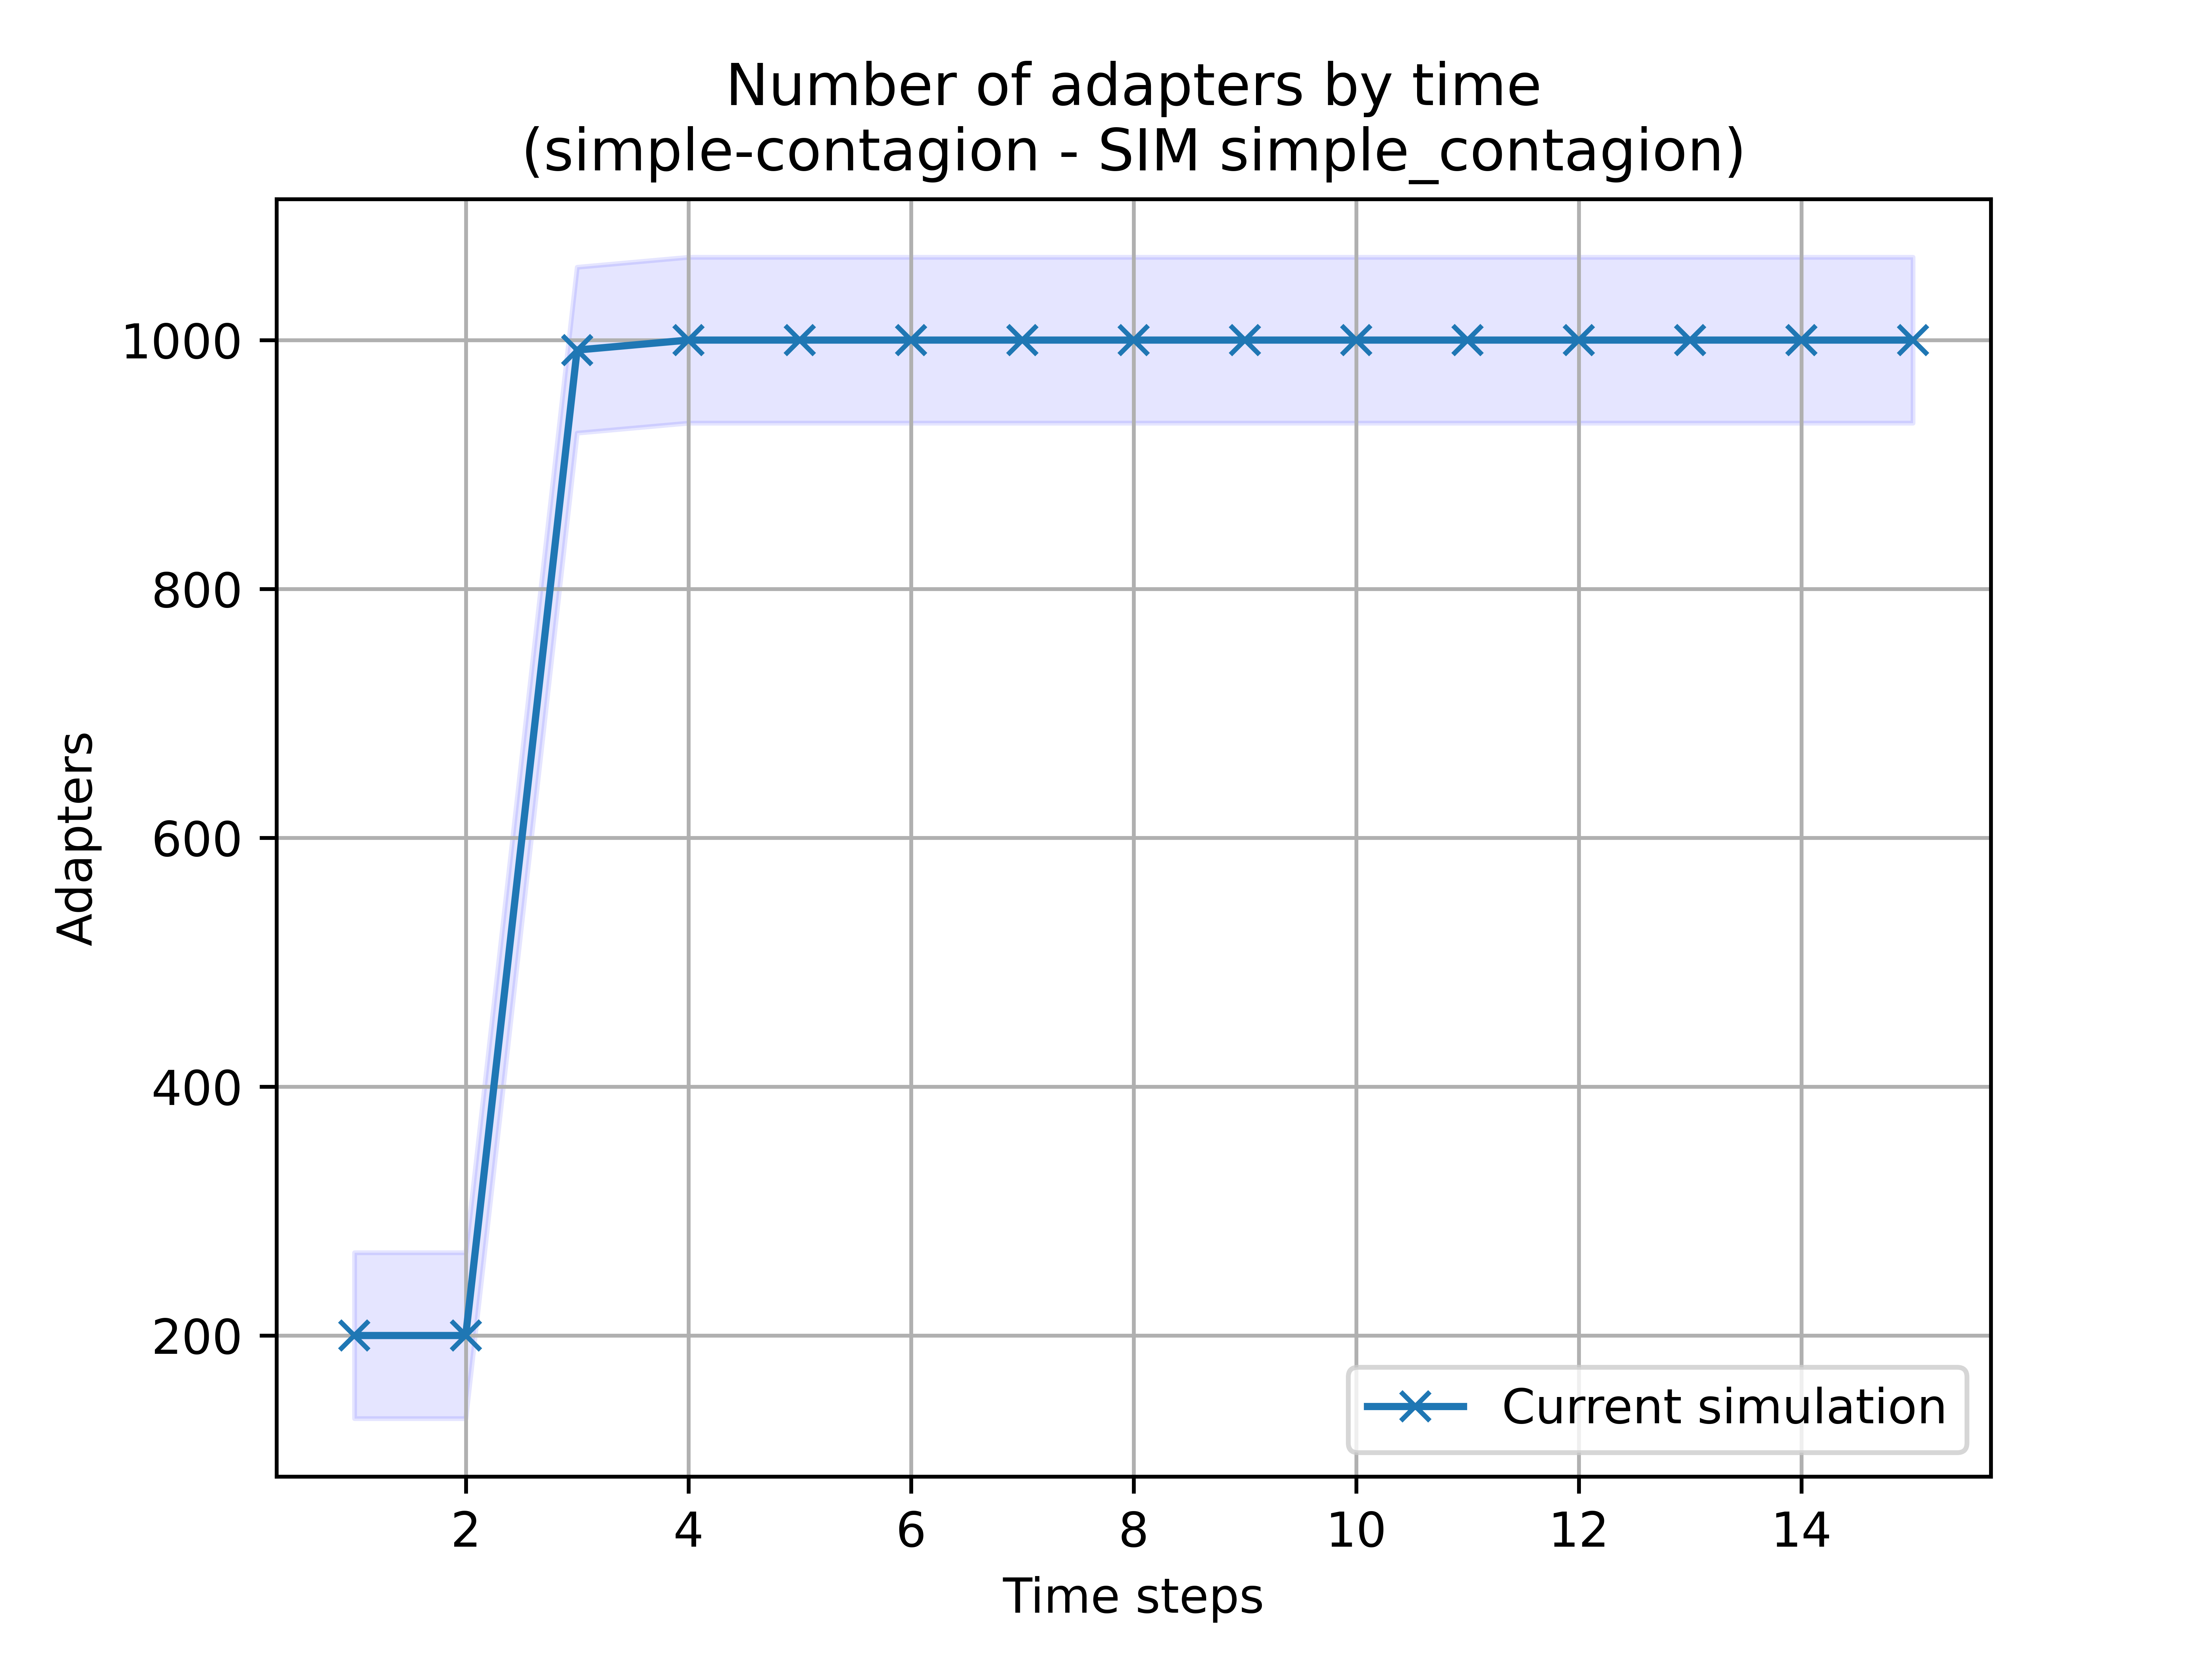 Number of adapters by time
(simple-contagion - SIM simple_contagion)
1000
800
600
400
200
Adapters
Current simulation
2 4 6 8 10 12 14
Time steps